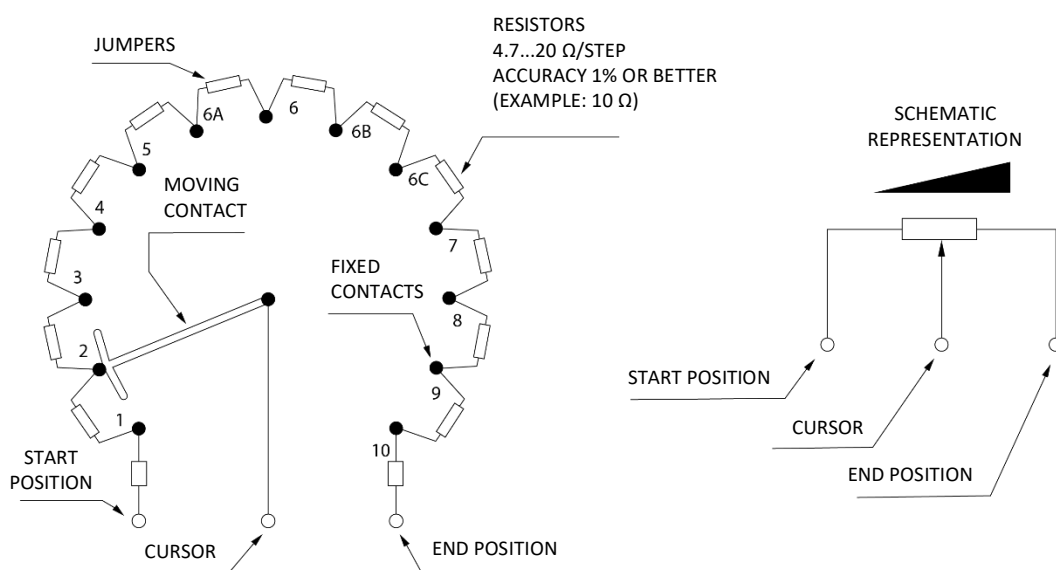 RESISTORS
4.7...20 Ω/STEP
ACCURACY 1% OR BETTER
(EXAMPLE: 10 Ω)
JUMPERS
SCHEMATIC
REPRESENTATION
6A
6
6B
5
6C
MOVING
CONTACT
4
7
3
FIXED
CONTACTS
8
2
9
1
10
START POSITION
CURSOR
END POSITION
START
POSITION
CURSOR
END POSITION